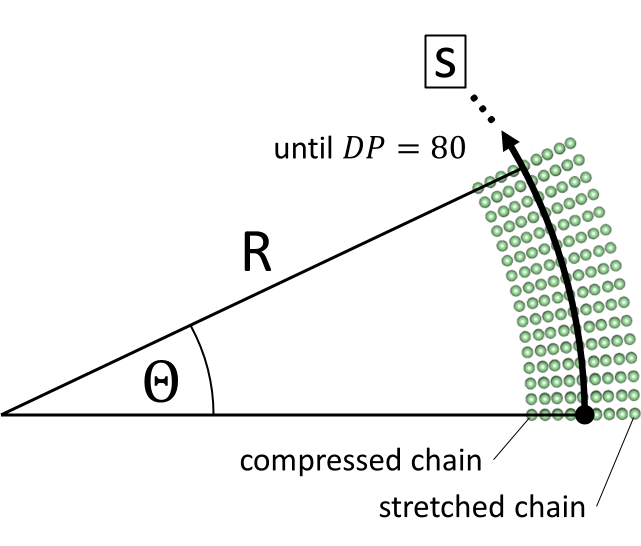 S
until DP = 80
R
Θ
compressed chain
stretched chain